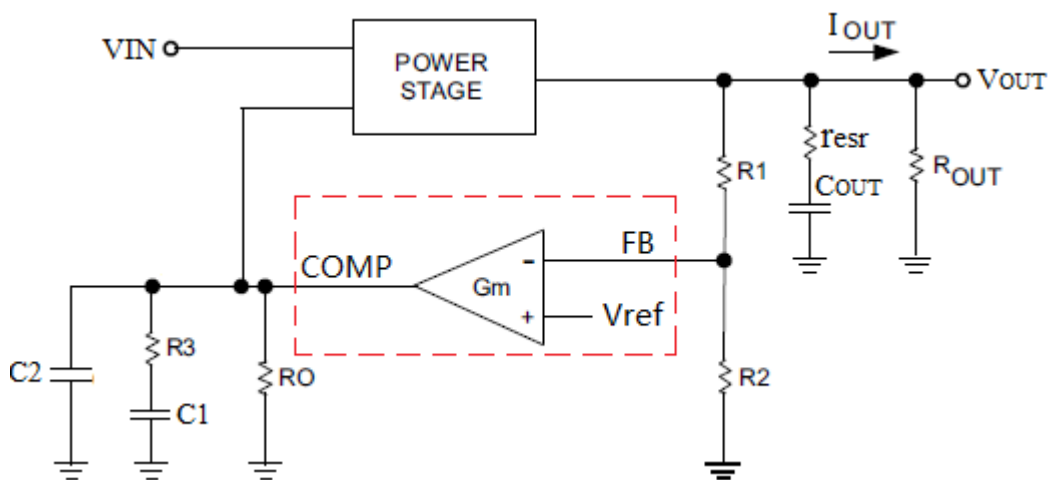 IOUT
VIN
POWER
STAGE
VOUT
resr
R1
COUT
ROUT
FB
COMP
-
Gm
+
Vref
R3
C2
RO
R2
C1